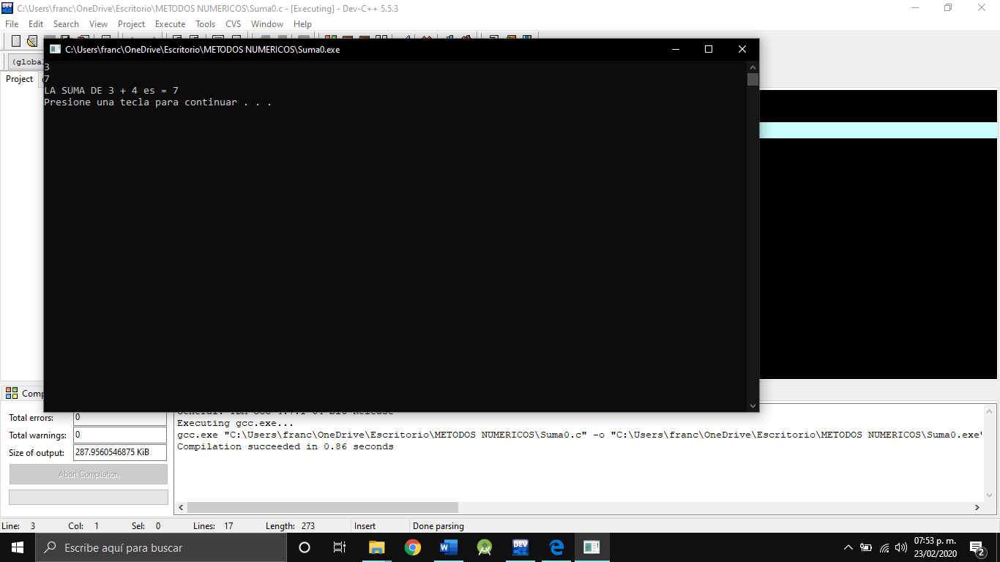 C:\Users\franc\OneDrive\Escritorio\METODOS NUMERICOS\Suma0.c - [Executing] - Dev-C++ 5.5.3
File Edit Search View Project Execute Tools CVS Window Help
C:\Users\franc\OneDrive\Escritorio\METODOS NUMERICOS\Suma0.exe
(global
Project
3
7
LA SUMA DE 3 + 4 es = 7
Presione una tecla para continuar . . .
Total errors: 0
Total warnings: 0
Size of output: 287.9560546875 KiB
Abort Compilation
Executing gcc.exe...
gcc.exe "C:\Users\franc\OneDrive\Escritorio\METODOS NUMERICOS\Suma0.c" -o "C:\Users\franc\OneDrive\Escritorio\METODOS NUMERICOS\Suma0.exe"
Compilation succeeded in 0.86 seconds
Line: 3 Col: 1 Sel: 0 Lines: 17 Length: 273 Insert Done parsing
Escribe aquí para buscar
DEV C++
07:53 p. m.
23/02/2020
2